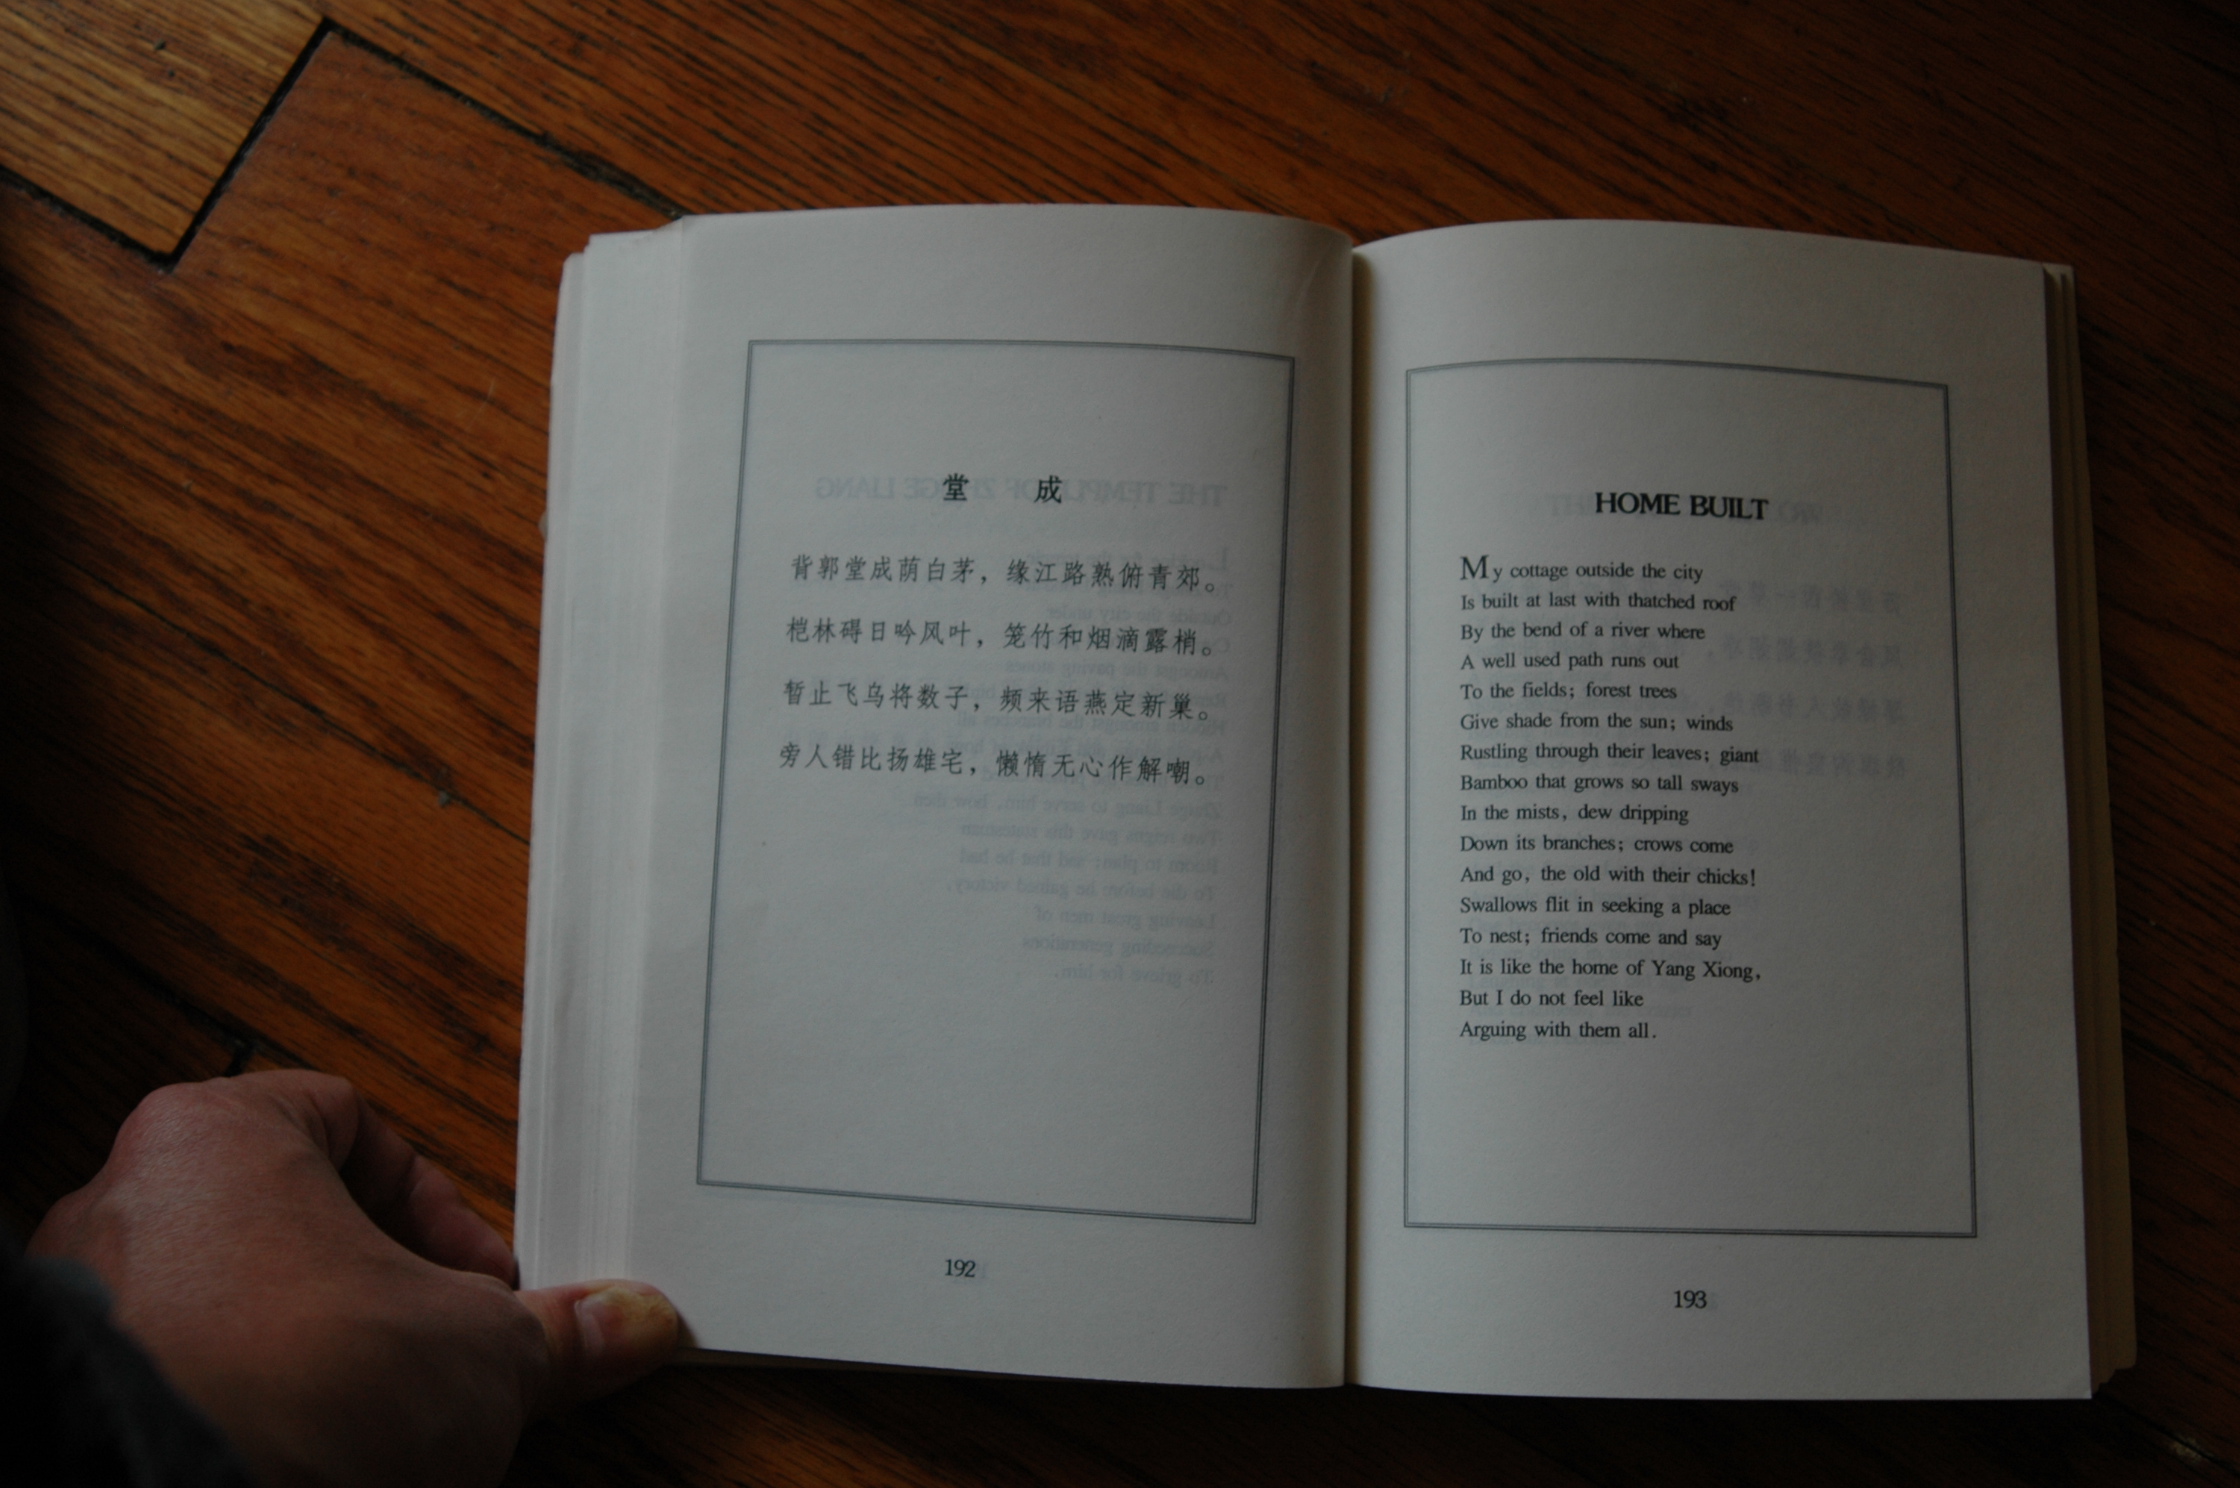 堂 成
背郭堂成荫白茅，缘江路熟俯青郊。
桤林碍日吟风叶，笼竹和烟滴露梢。
暂止飞乌将数子，频来语燕定新巢。
旁人错比扬雄宅，懒惰无心作解嘲。
192
HOME BUILT
My cottage outside the city
Is built at last with thatched roof
By the bend of a river where
A well used path runs out
To the fields; forest trees
Give shade from the sun; winds
Rustling through their leaves; giant
Bamboo that grows so tall sways
In the mists, dew dripping
Down its branches; crows come
And go, the old with their chicks!
Swallows flit in seeking a place
To nest; friends come and say
It is like the home of Yang Xiong,
But I do not feel like
Arguing with them all.
193